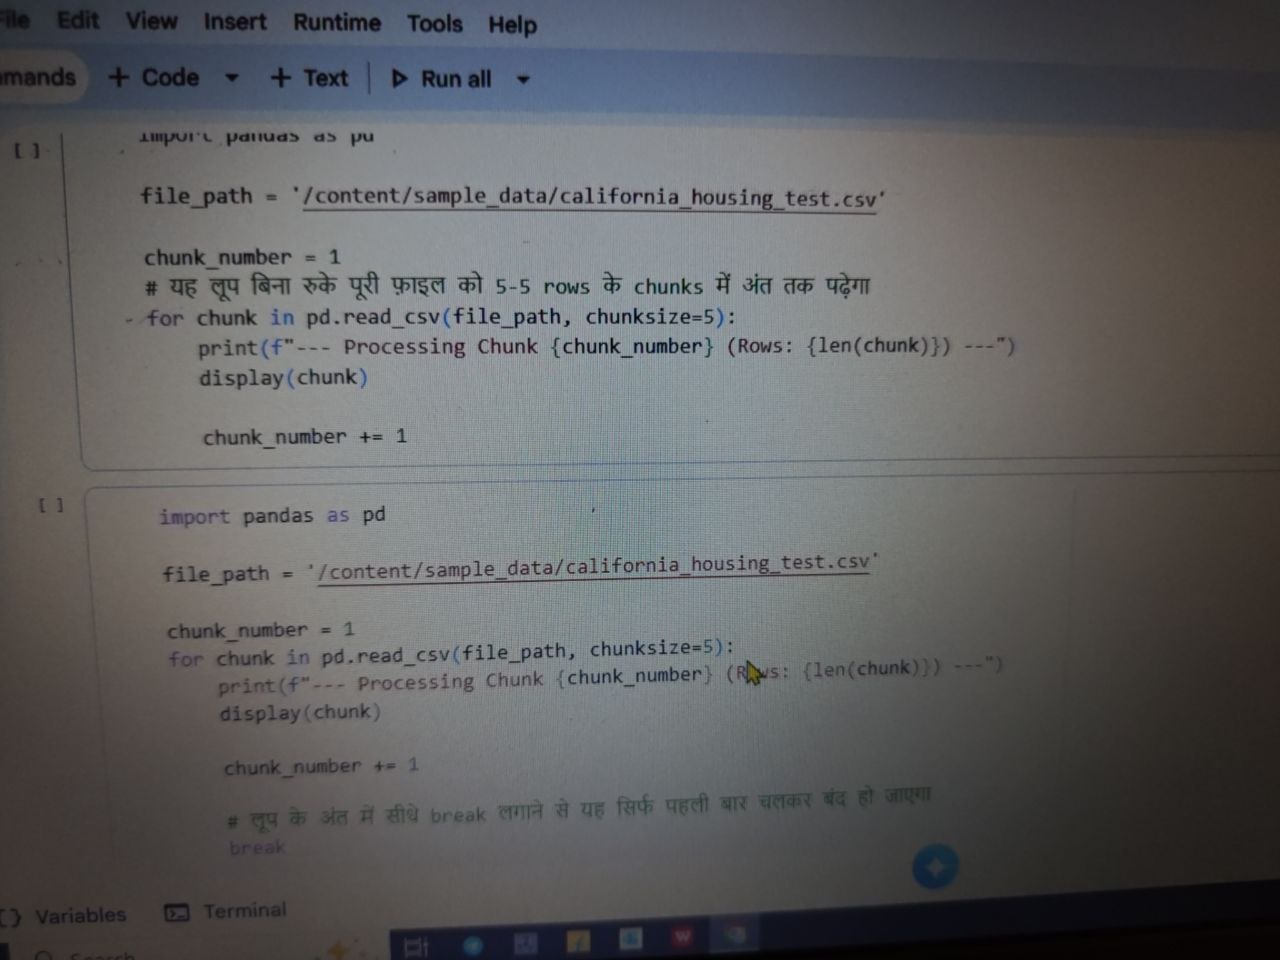 File Edit View Insert Runtime Tools Help
mands + Code + Text Run all
[ ]
import pandas as pd
file_path = '/content/sample_data/california_housing_test.csv'
chunk_number = 1
# यह लूप बिना रुके पूरी फ़ाइल को 5-5 rows के chunks में अंत तक पढ़ेगा
for chunk in pd.read_csv(file_path, chunksize=5):
print(f"--- Processing Chunk {chunk_number} (Rows: {len(chunk)}) ---")
display(chunk)
chunk_number += 1
[ ]
import pandas as pd
file_path = '/content/sample_data/california_housing_test.csv'
chunk_number = 1
for chunk in pd.read_csv(file_path, chunksize=5):
print(f"--- Processing Chunk {chunk_number} (Rows: {len(chunk)}) ---")
display(chunk)
chunk_number += 1
# लूप के अंत में सीधे break लगाने से यह सिर्फ पहली बार चलकर बंद हो जाएगा
break
{} Variables Terminal
Search